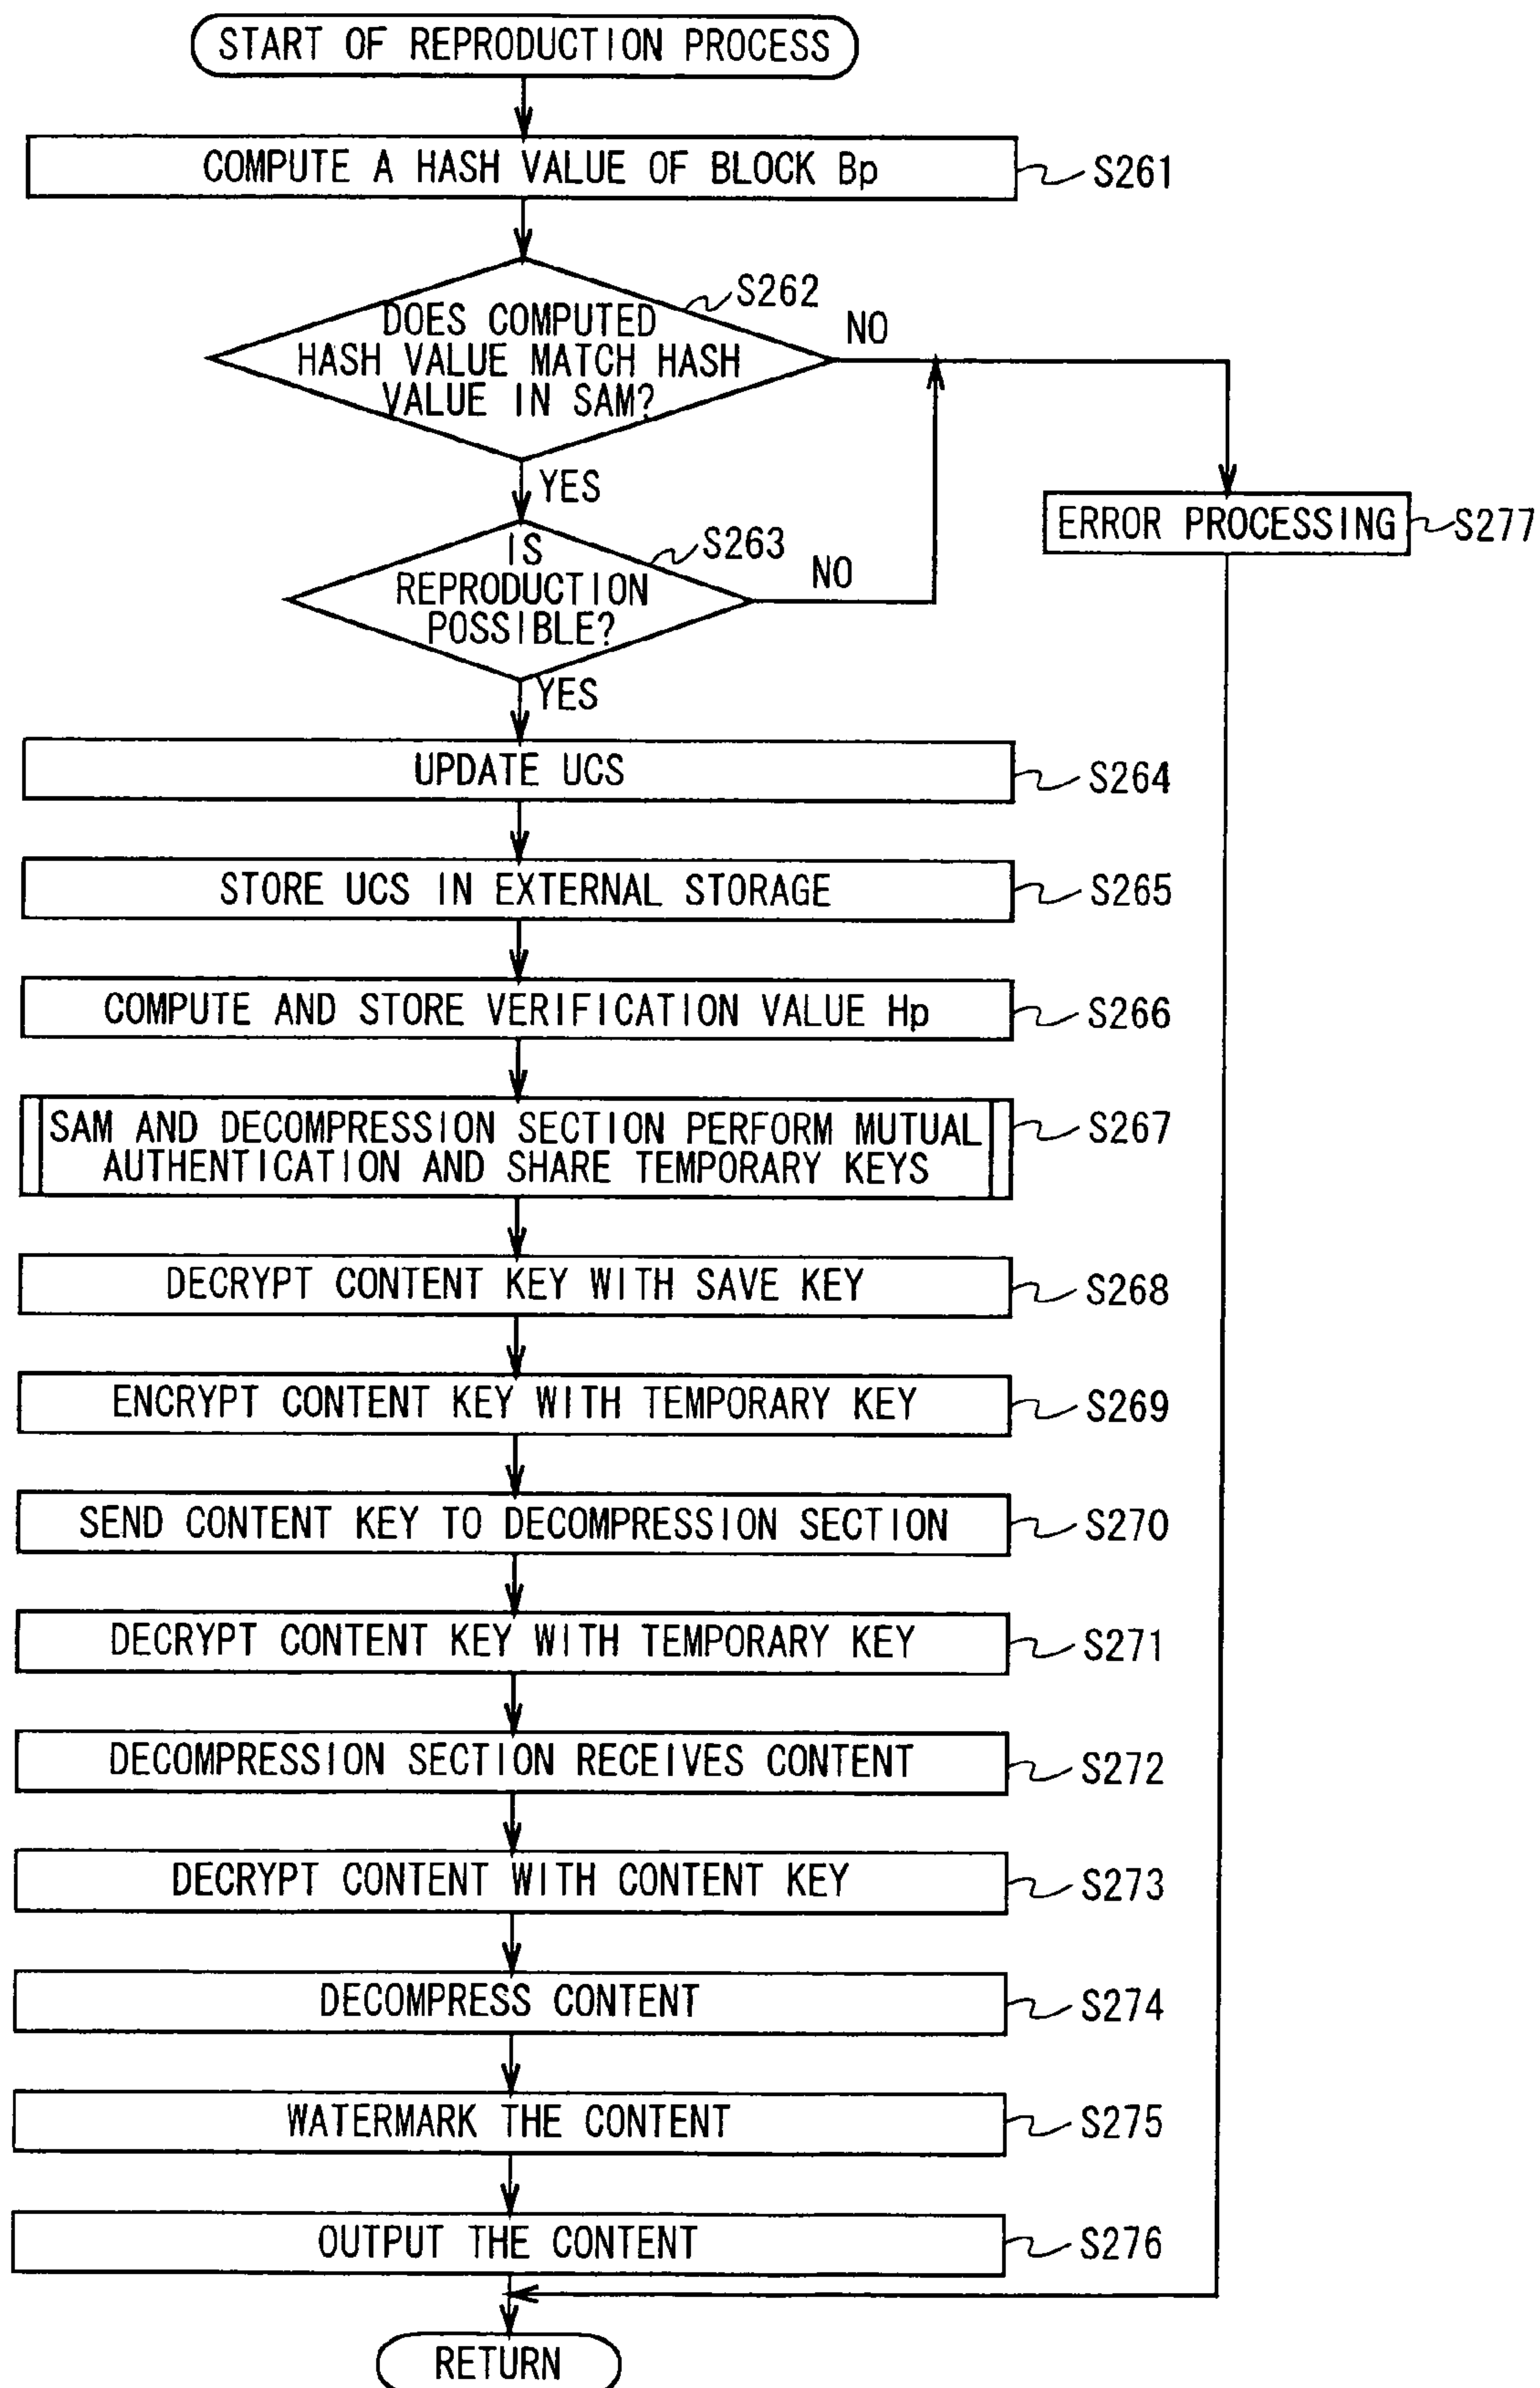 START OF REPRODUCTION PROCESS
COMPUTE A HASH VALUE OF BLOCK Bp
S261
S262
DOES COMPUTED
HASH VALUE MATCH HASH
VALUE IN SAM?
NO
YES
S263
IS
REPRODUCTION
POSSIBLE?
NO
ERROR PROCESSING
S277
YES
UPDATE UCS
S264
STORE UCS IN EXTERNAL STORAGE
S265
COMPUTE AND STORE VERIFICATION VALUE Hp
S266
SAM AND DECOMPRESSION SECTION PERFORM MUTUAL
AUTHENTICATION AND SHARE TEMPORARY KEYS
S267
DECRYPT CONTENT KEY WITH SAVE KEY
S268
ENCRYPT CONTENT KEY WITH TEMPORARY KEY
S269
SEND CONTENT KEY TO DECOMPRESSION SECTION
S270
DECRYPT CONTENT KEY WITH TEMPORARY KEY
S271
DECOMPRESSION SECTION RECEIVES CONTENT
S272
DECRYPT CONTENT WITH CONTENT KEY
S273
DECOMPRESS CONTENT
S274
WATERMARK THE CONTENT
S275
OUTPUT THE CONTENT
S276
RETURN